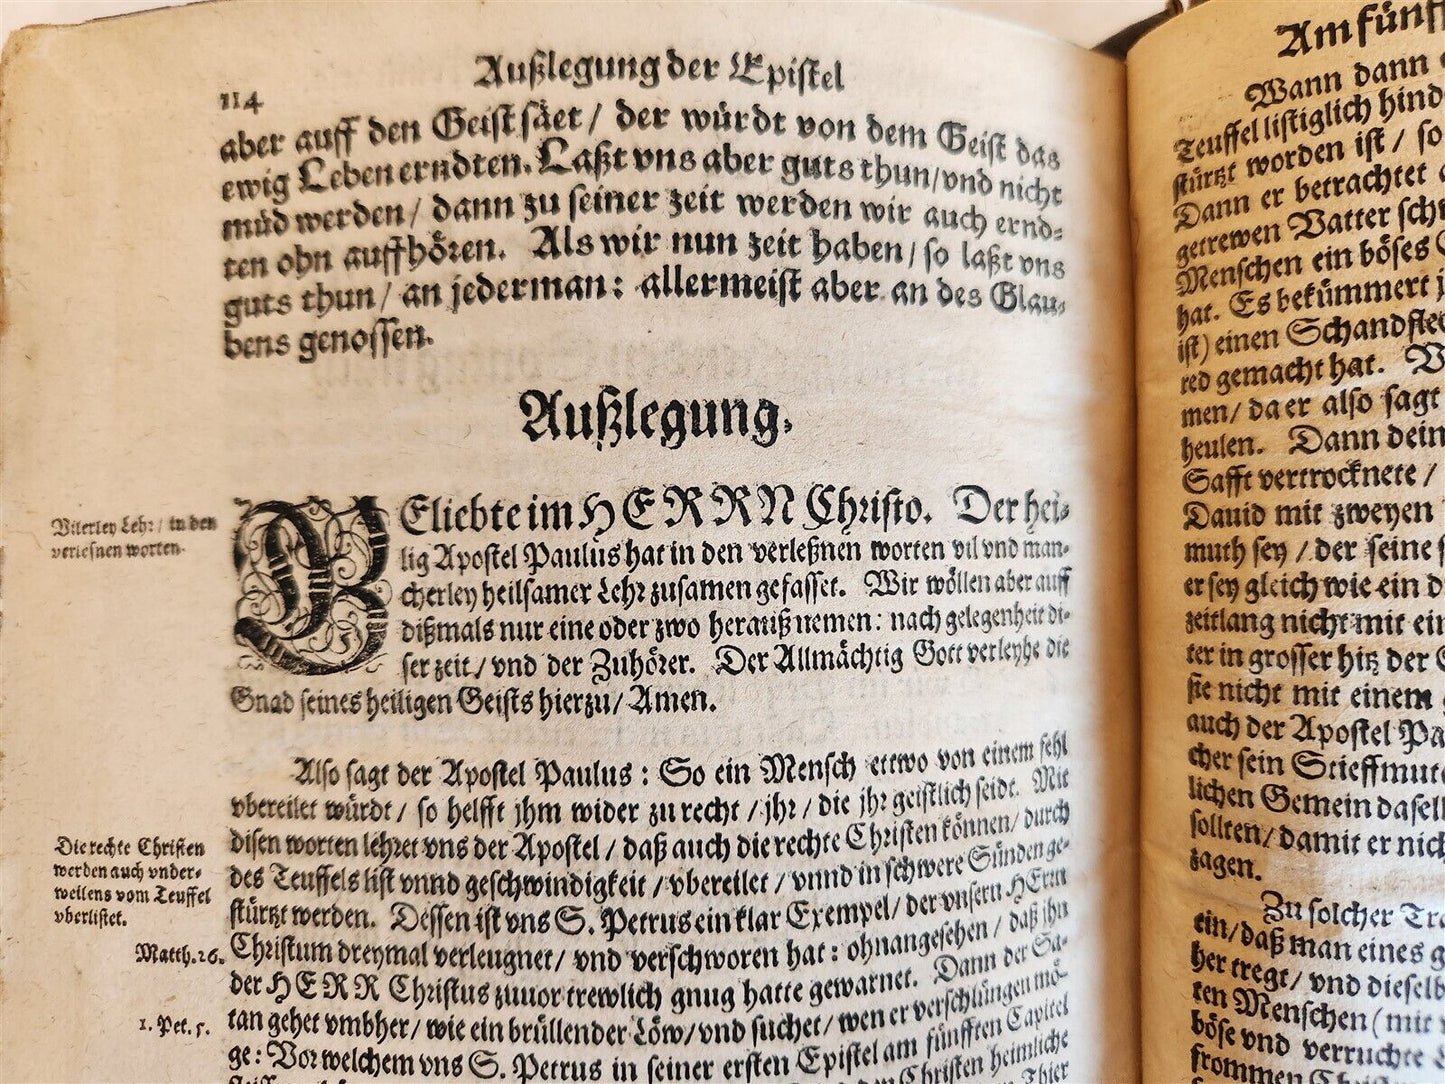 Außlegung der Epistel
114
aber auff den Geist säet / der würdt von dem Geist das
ewig Leben erndten. Laßt vns aber guts thun/vnd nicht
müd werden / dann zu seiner zeit werden wir auch ernd-
ten ohn auffhören. Als wir nun zeit haben / so laßt vns
guts thun / an jederman: allermeist aber an des Glau-
bens genossen.
Außlegung.
Vilerley Lehr / in den
verlesnen worten.
BEliebte im HERRN Christo. Der hei-
lig Apostel Paulus hat in den verleßnen worten vil vnd man-
cherley heilsamer Lehr zusamen gefasset. Wir wöllen aber auff
dißmals nur eine oder zwo heraußnemen: nach gelegenheit di-
ser zeit / vnd der Zuhörer. Der Allmächtig Gott verleyhe die
Gnad seines heiligen Geists hierzu / Amen.
Also sagt der Apostel Paulus: So ein Mensch ettwo von einem fehl
vbereilet würdt / so helfft jhm wider zu recht / jhr / die jhr geistlich seidt. Mit
disen worten lehret vns der Apostel / daß auch die rechte Christen können / durch
des Teuffels list vnnd geschwindigkeit / vbereilet / vnnd in schwere Sünden ge-
stürtzt werden. Dessen ist vns S. Petrus ein klar Exempel / der vnsern HErrn
Christum dreymal verleugnet / vnd verschworen hat: ohnangesehen / daß jhn
der HERR Christus zuuor trewlich gnug hatte gewarnet. Dann der Sa-
tan gehet vmbher / wie ein brüllender Löw / vnd suchet / wen er verschlingen mö-
ge: Vor welchem vns S. Petrus in seiner ersten Epistel am fünfften Capitel
den Christen heimliche
Thier
Die rechte Christen
werden auch vnder-
weilens vom Teuffel
vberlistet.
Matth. 26.
1. Pet. 5.
Am fünff
Wann dann
Teuffel listiglich hind
stürtzt worden ist / so
Dann er betrachtet
getrewen Vatter schw
Menschen ein böses
hat. Es bekümmert j
ist) einen Schandflec
red gemacht hat. V
men / da er also sagt
heulen. Dann dein
Safft vertrocknete /
Dauid mit zweyen
muth sey / der seine s
er sey gleich wie ein d
zeitlang nicht mit ein
ter in grosser hitz der
sie nicht mit einem
auch der Apostel Pa
cher sein Stieffmut
lichen Gemein dasel
sollten / damit er nich
zagen.
Zu solcher Tr
ein / daß man eines g
her tregt / vnd dieselb
ten Menschen (mit
böse vnd verruchte
frommen